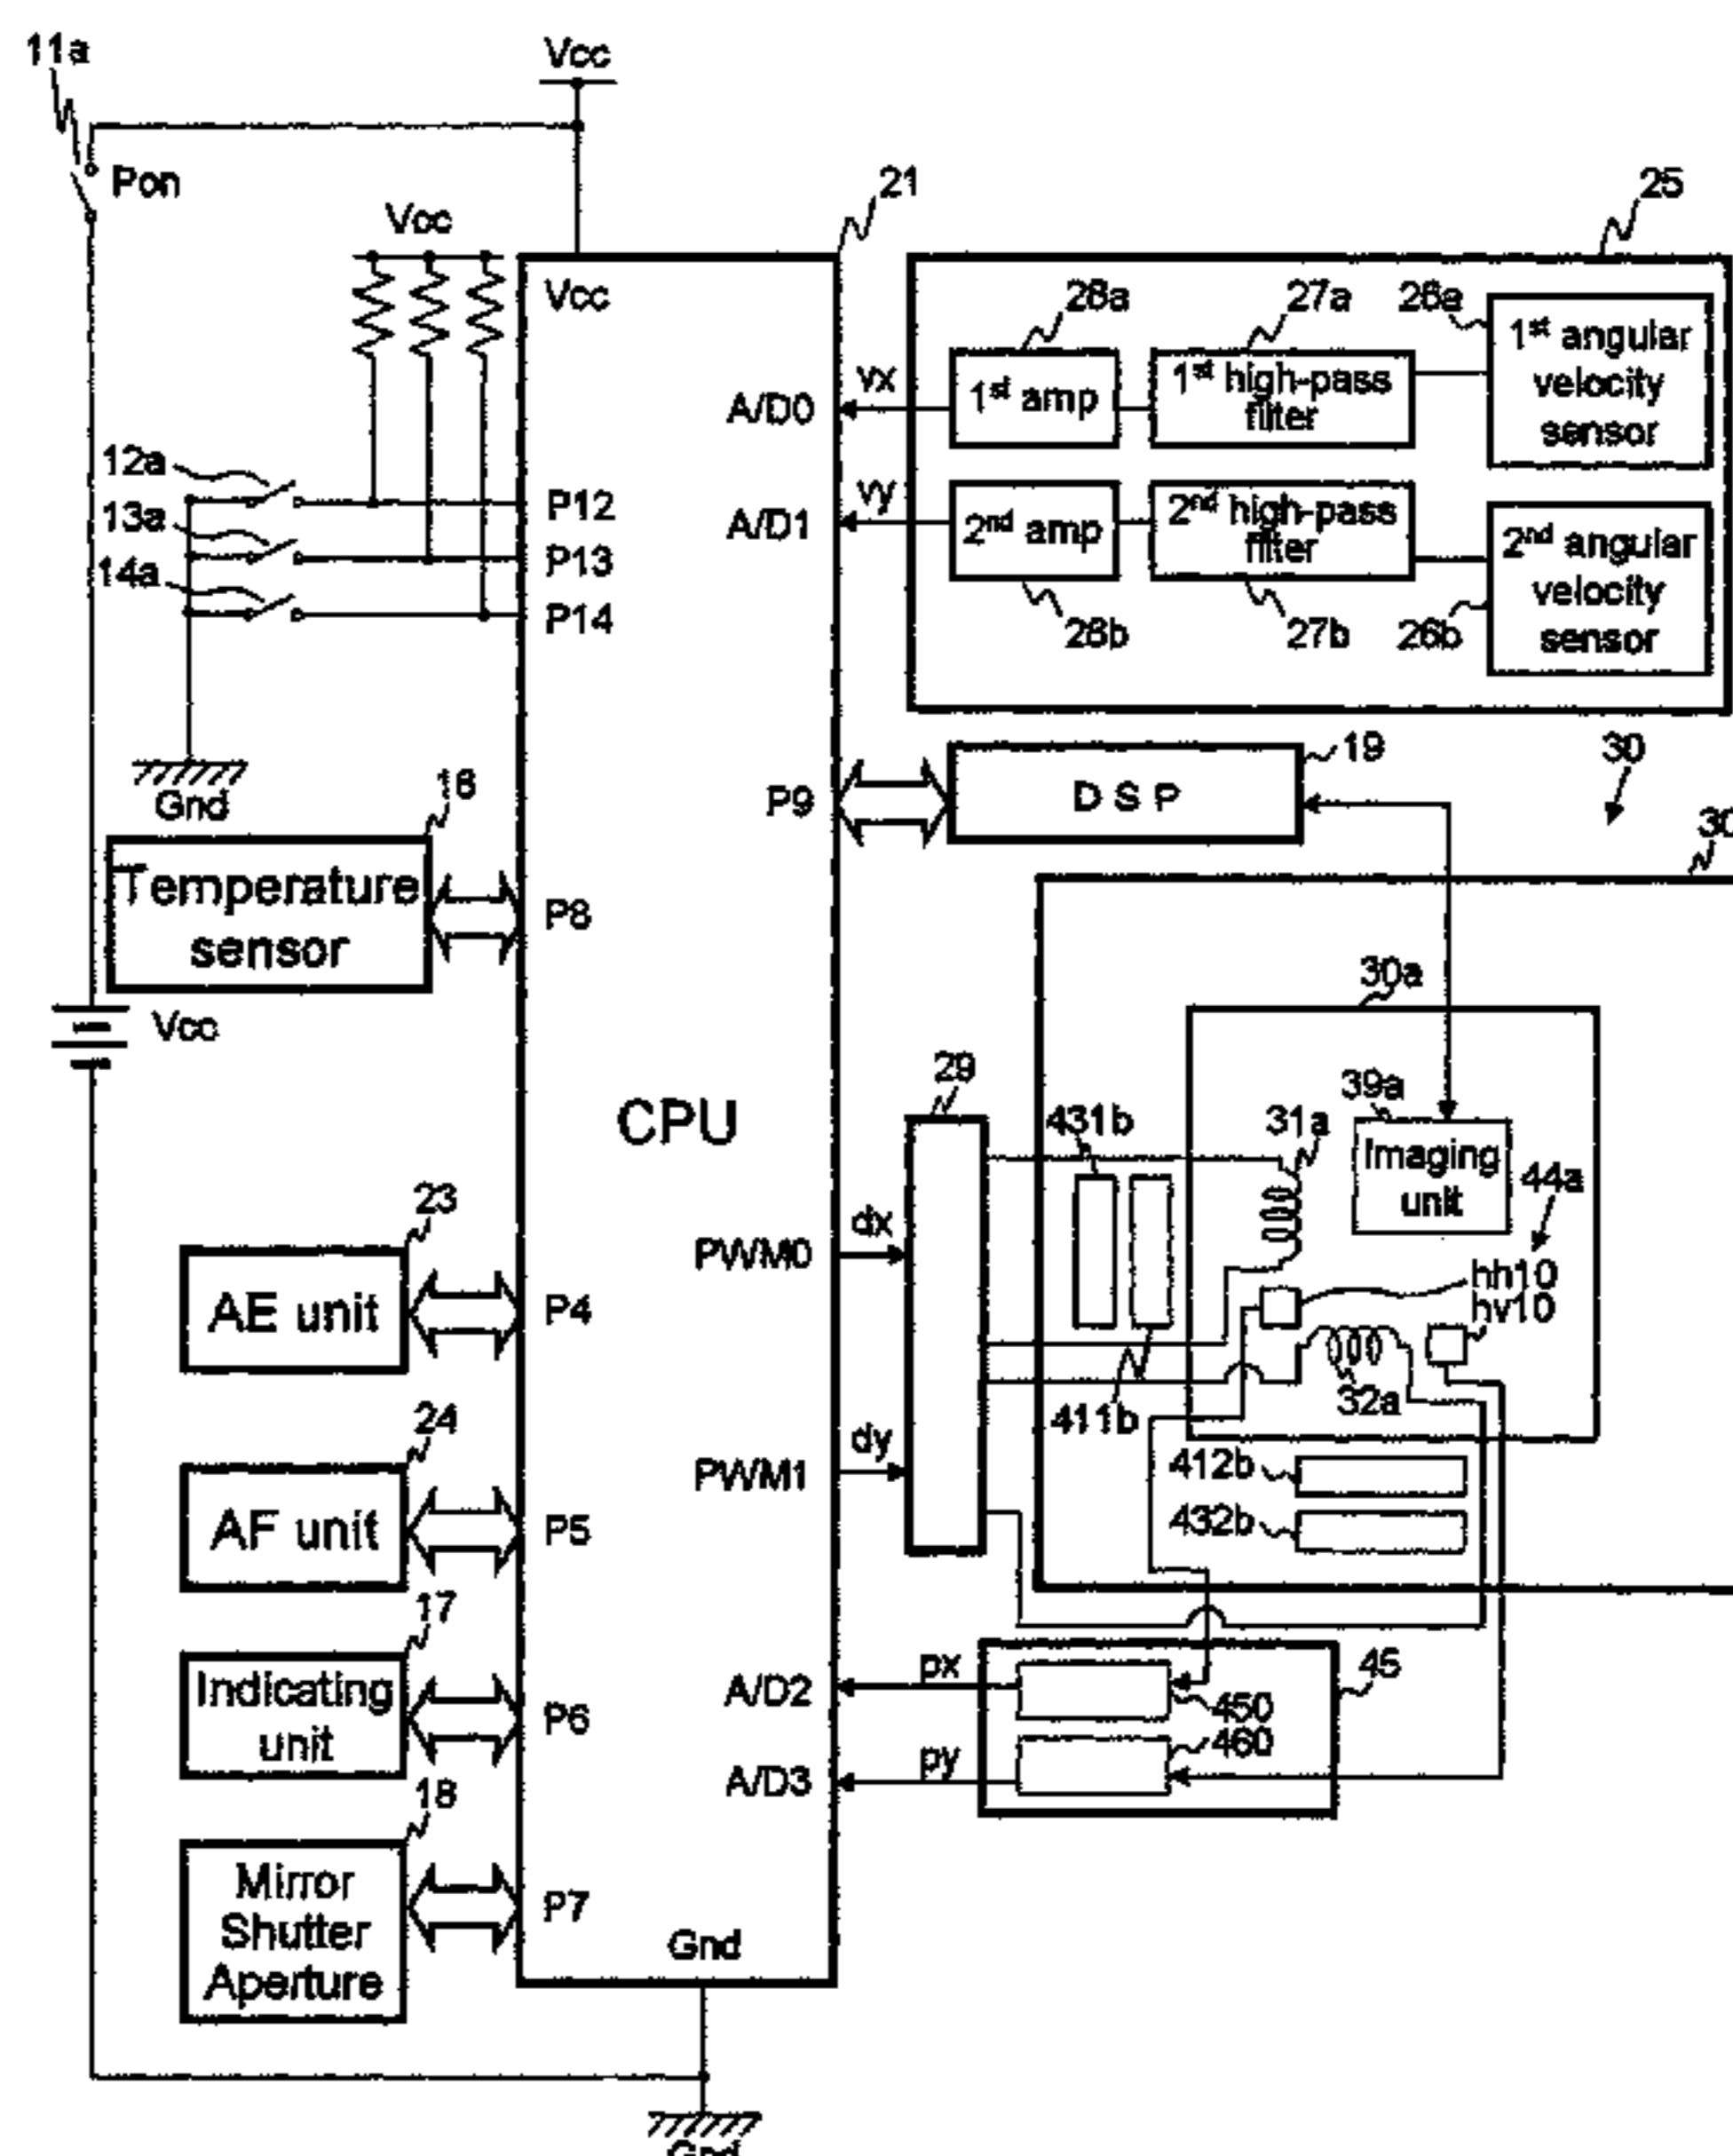 11a
Vcc
Pon
Vcc
21
25
Vcc
28a
27a
26a
1st amp
1st high-pass
filter
1st angular
velocity
sensor
A/D0
vx
12a
13a
14a
P12
P13
P14
A/D1
vy
2nd amp
2nd high-pass
filter
2nd angular
velocity
sensor
28b
27b
26b
Gnd
16
Temperature
sensor
P8
P9
DSP
19
30
30
Vcc
CPU
29
30a
39a
Imaging
unit
431b
31a
44a
hh10
hv10
411b
32a
412b
432b
23
AE unit
P4
PWM0
dx
24
AF unit
P5
PWM1
dy
17
Indicating
unit
P6
A/D2
px
450
45
460
A/D3
py
18
Mirror
Shutter
Aperture
P7
Gnd
Gnd